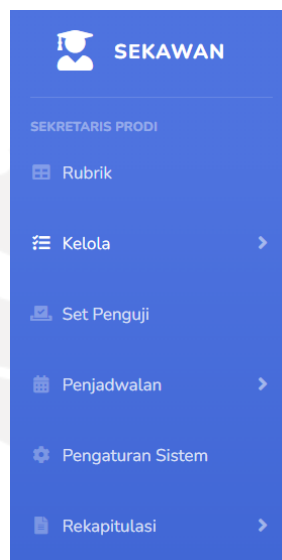 SEKAWAN
SEKRETARIS PRODI
Rubrik
Kelola
Set Penguji
Penjadwalan
Pengaturan Sistem
Rekapitulasi